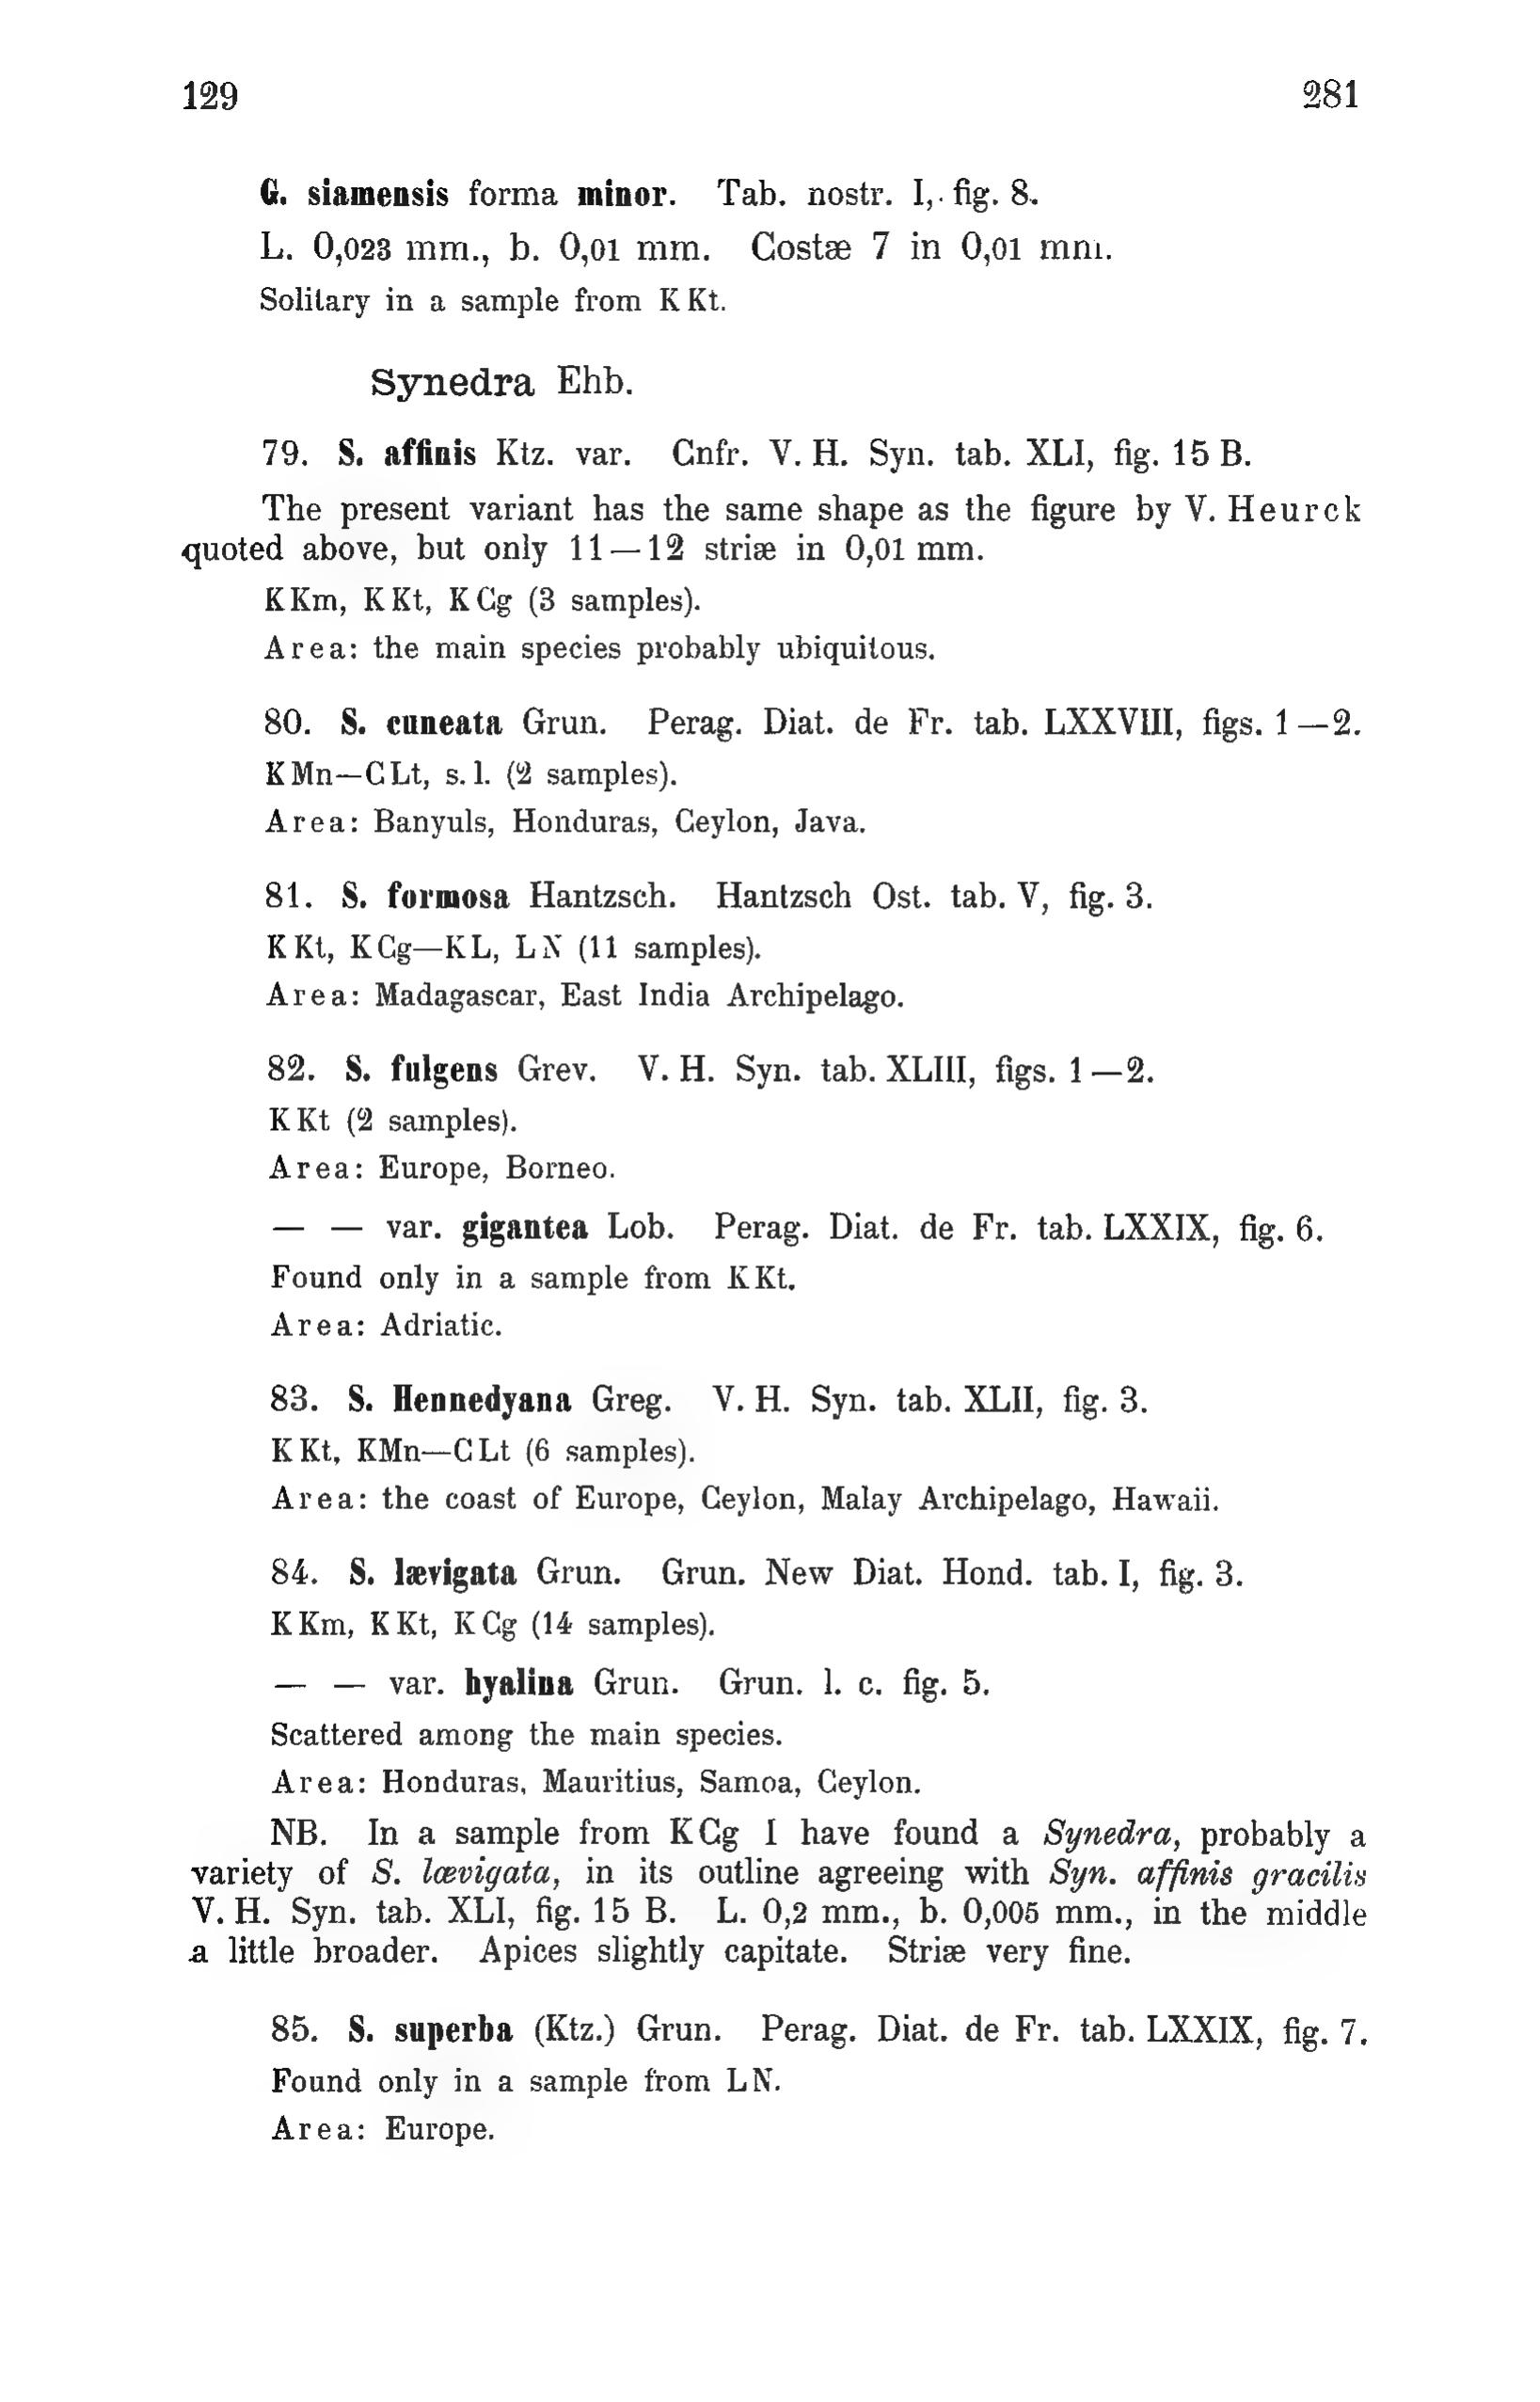 129 281
G. siamensis forma minor. Tab. nostr. I, fig. 8.
L. 0,023 mm., b. 0,01 mm. Costæ 7 in 0,01 mm.
Solitary in a sample from K Kt.
Synedra Ehb.
79. S. affinis Ktz. var. Cnfr. V. H. Syn. tab. XLI, fig. 15 B.
The present variant has the same shape as the figure by V. Heurck
quoted above, but only 11—12 striæ in 0,01 mm.
K Km, K Kt, K Cg (3 samples).
Area: the main species probably ubiquitous.
80. S. cuneata Grun. Perag. Diat. de Fr. tab. LXXVIII, figs. 1—2.
K Mn—C Lt, s. l. (2 samples).
Area: Banyuls, Honduras, Ceylon, Java.
81. S. formosa Hantzsch. Hantzsch Ost. tab. V, fig. 3.
K Kt, K Cg—K L, L N (11 samples).
Area: Madagascar, East India Archipelago.
82. S. fulgens Grev. V. H. Syn. tab. XLIII, figs. 1—2.
K Kt (2 samples).
Area: Europe, Borneo.
— — var. gigantea Lob. Perag. Diat. de Fr. tab. LXXIX, fig. 6.
Found only in a sample from K Kt.
Area: Adriatic.
83. S. Hennedyana Greg. V. H. Syn. tab. XLII, fig. 3.
K Kt, KMn—C Lt (6 samples).
Area: the coast of Europe, Ceylon, Malay Archipelago, Hawaii.
84. S. lævigata Grun. Grun. New Diat. Hond. tab. I, fig. 3.
K Km, K Kt, K Cg (14 samples).
— — var. hyalina Grun. Grun. l. c. fig. 5.
Scattered among the main species.
Area: Honduras, Mauritius, Samoa, Ceylon.
NB. In a sample from K Cg I have found a Synedra, probably a
variety of S. lævigata, in its outline agreeing with Syn. affinis gracilis
V. H. Syn. tab. XLI, fig. 15 B. L. 0,2 mm., b. 0,005 mm., in the middle
a little broader. Apices slightly capitate. Striæ very fine.
85. S. superba (Ktz.) Grun. Perag. Diat. de Fr. tab. LXXIX, fig. 7.
Found only in a sample from L N.
Area: Europe.